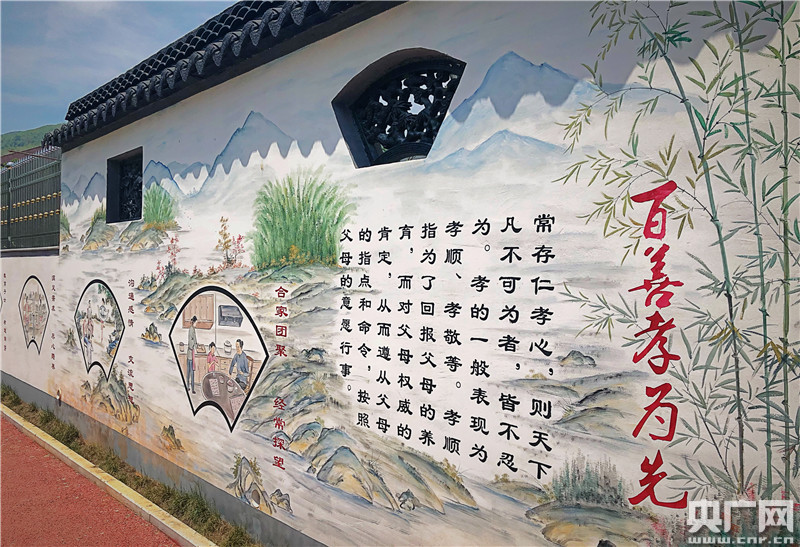 百善孝为先
常存仁孝心，则天下
凡不可为者，皆不忍
为。孝的一般表现为
孝顺、孝敬等。孝顺
指为了回报父母的养
育，而对父母权威的
肯定，从而遵从父母
的指点和命令，按照
父母的意愿行事。
合家团聚 经常探望
沟通感情 交流思
央广网
www.cnr.cn